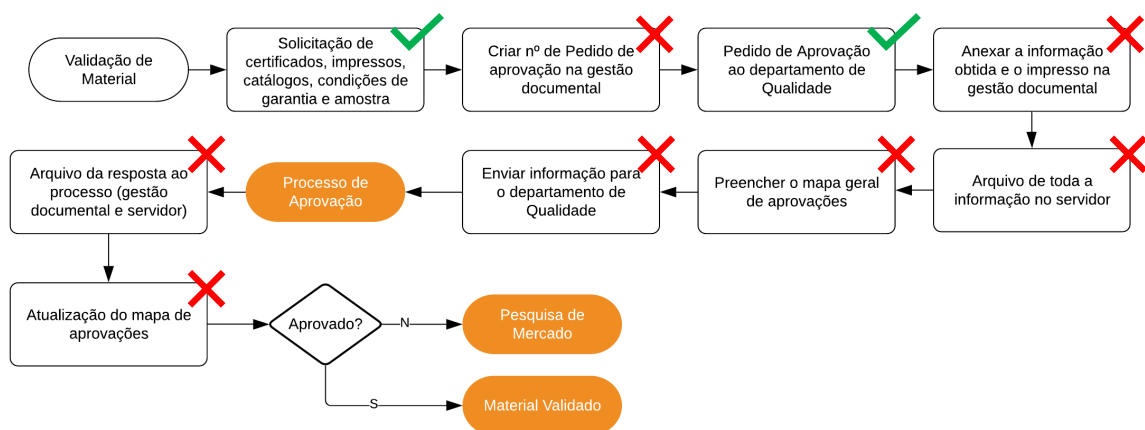 Validação de
Material
Solicitação de
certificados, impressos,
catálogos, condições de
garantia e amostra
Criar nº de Pedido de
aprovação na gestão
documental
Pedido de Aprovação
ao departamento de
Qualidade
Anexar a informação
obtida e o impresso na
gestão documental
Arquivo de toda a
informação no servidor
Preencher o mapa geral
de aprovações
Enviar informação para
o departamento de
Qualidade
Processo de
Aprovação
Arquivo da resposta ao
processo (gestão
documental e servidor)
Atualização do mapa de
aprovações
Aprovado?
N
Pesquisa de
Mercado
S
Material Validado